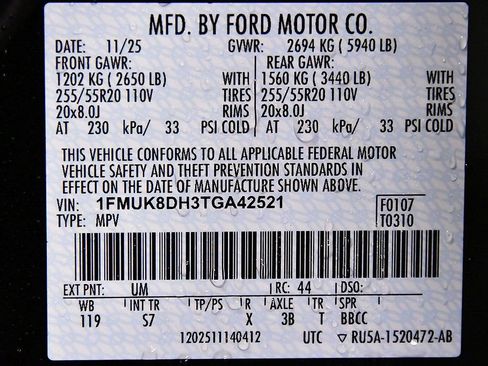 MFD. BY FORD MOTOR CO.
DATE: 11/25 GVWR: 2694 KG ( 5940 LB)
FRONT GAWR: REAR GAWR:
1202 KG ( 2650 LB) WITH 1560 KG ( 3440 LB) WITH
255/55R20 110V TIRES 255/55R20 110V TIRES
20x8.0J RIMS 20x8.0J RIMS
AT 230 kPa/ 33 PSI COLD AT 230 kPa/ 33 PSI COLD
THIS VEHICLE CONFORMS TO ALL APPLICABLE FEDERAL MOTOR
VEHICLE SAFETY AND THEFT PREVENTION STANDARDS IN
EFFECT ON THE DATE OF MANUFACTURE SHOWN ABOVE.
VIN: 1FMUK8DH3TGA42521 F0107
TYPE: MPV T0310
EXT PNT: UM RC: 44 DSO:
WB INT TR TP/PS R AXLE TR SPR
119 S7 X 3B T BBCC
1202511140412 UTC ▽ RU5A-1520472-AB